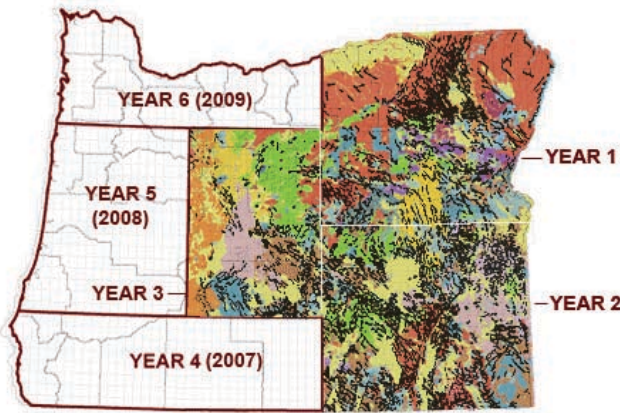 YEAR 6 (2009)
YEAR 1
YEAR 5
(2008)
YEAR 3
YEAR 2
YEAR 4 (2007)